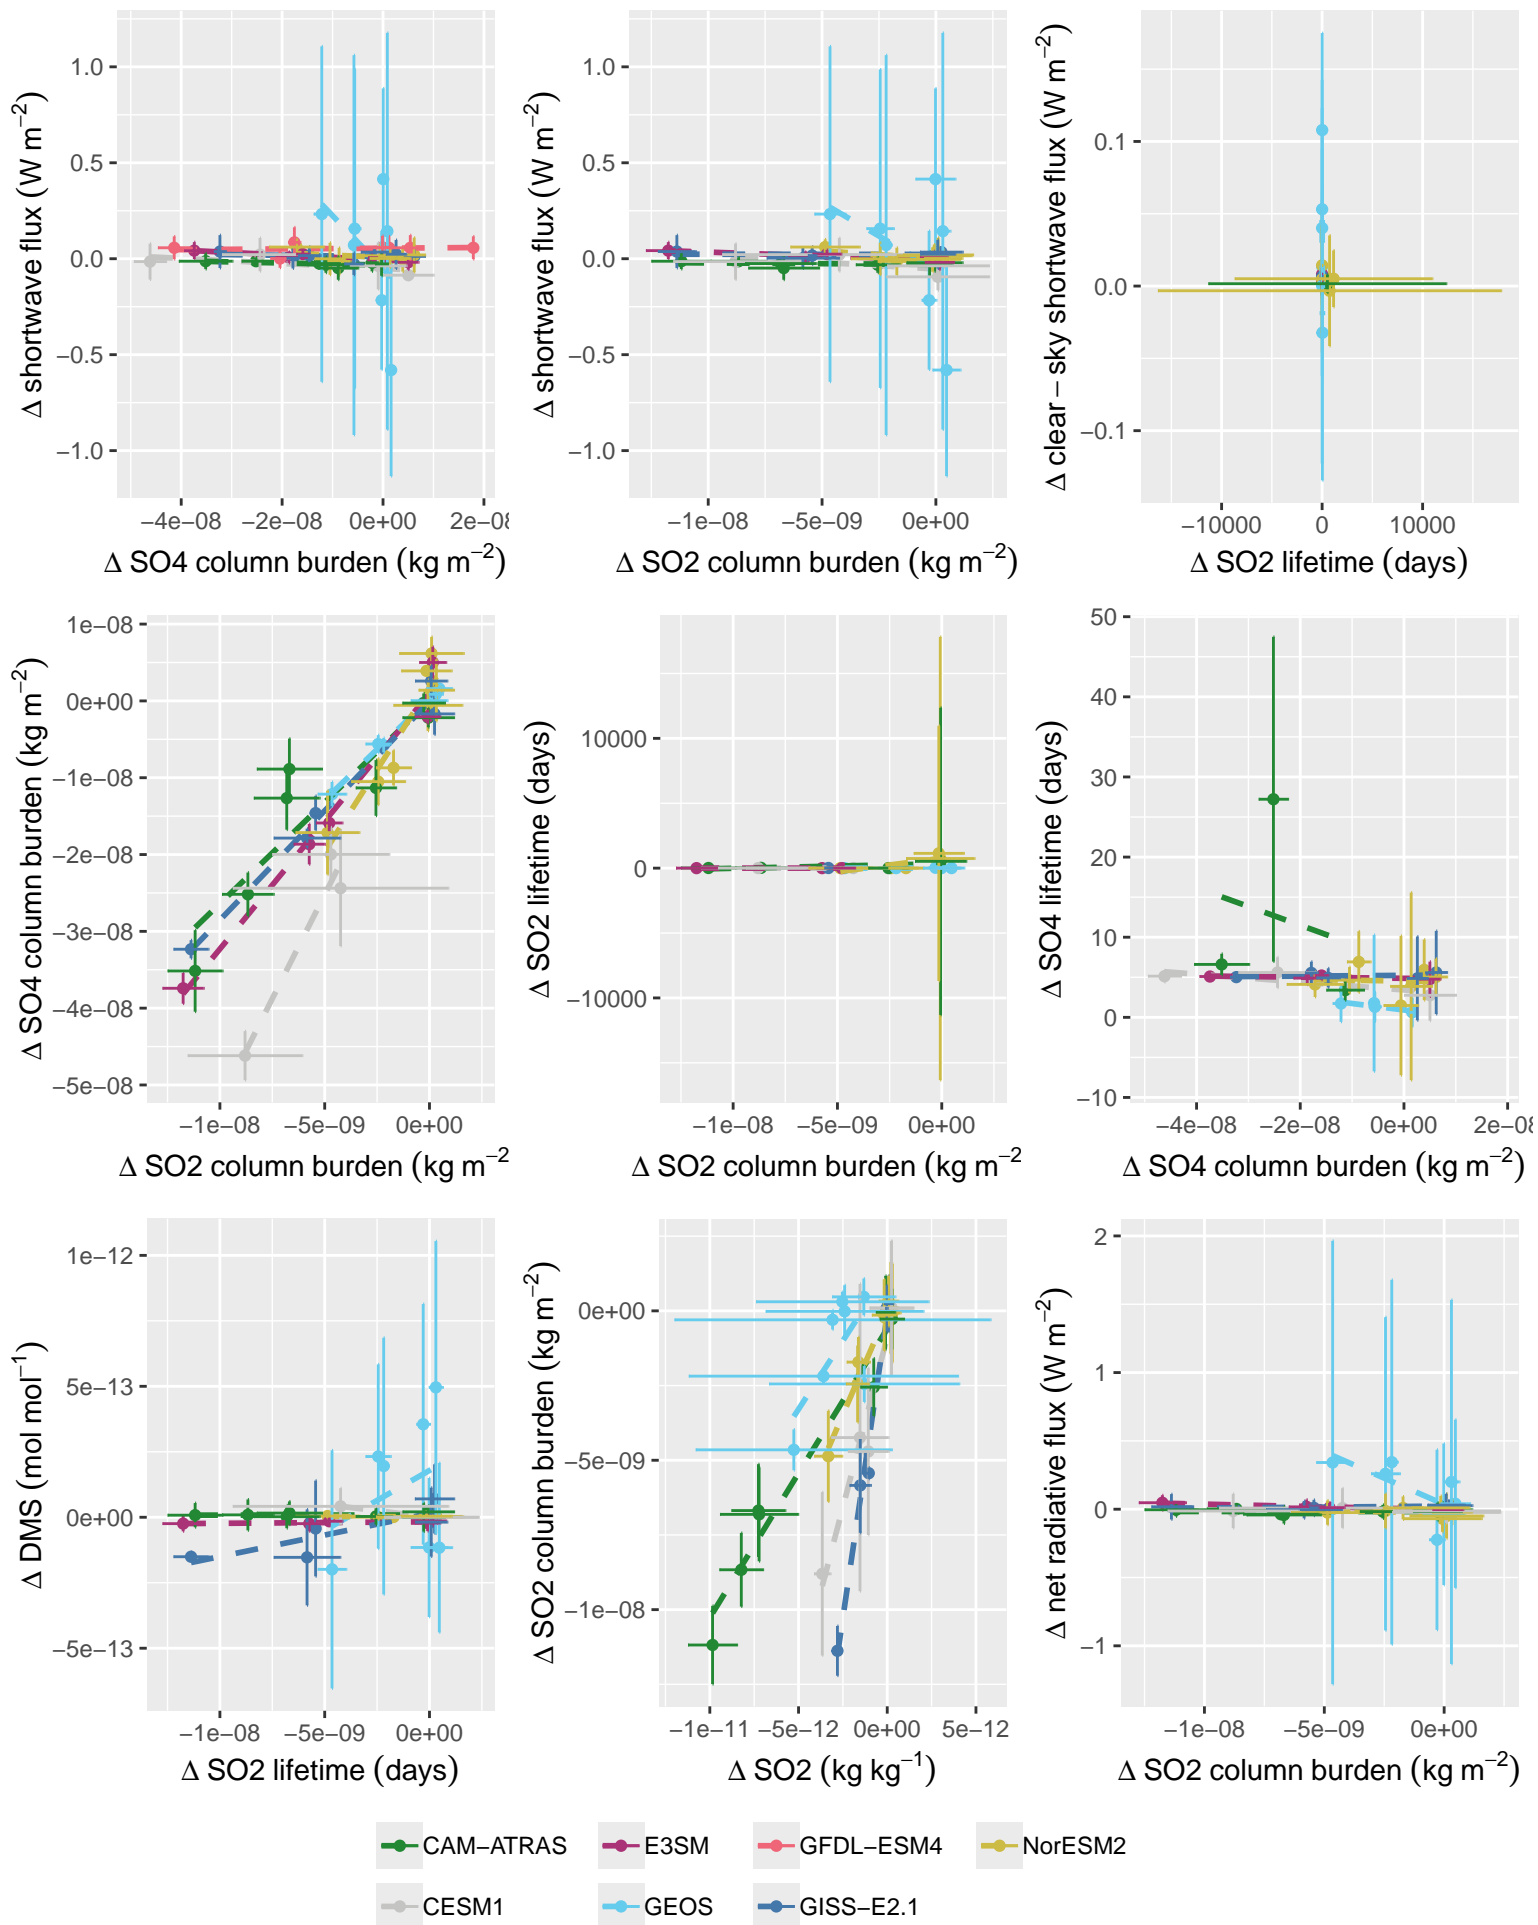 Δ shortwave flux (W m−2)
1.0
0.5
0.0
−0.5
−1.0
−4e−08 −2e−08 0e+00 2e−08
Δ SO4 column burden (kg m−2)
Δ shortwave flux (W m−2)
1.0
0.5
0.0
−0.5
−1.0
−1e−08 −5e−09 0e+00
Δ SO2 column burden (kg m−2)
Δ clear − sky shortwave flux (W m−2)
0.1
0.0
−0.1
−10000 0 10000
Δ SO2 lifetime (days)
Δ SO4 column burden (kg m−2)
1e−08
0e+00
−1e−08
−2e−08
−3e−08
−4e−08
−5e−08
−1e−08 −5e−09 0e+00
Δ SO2 column burden (kg m−2
Δ SO2 lifetime (days)
10000
0
−10000
−1e−08 −5e−09 0e+00
Δ SO2 column burden (kg m−2
Δ SO4 lifetime (days)
50
40
30
20
10
0
−10
−4e−08 −2e−08 0e+00 2e−08
Δ SO4 column burden (kg m−2)
Δ DMS (mol mol−1)
1e−12
5e−13
0e+00
−5e−13
−1e−08 −5e−09 0e+00
Δ SO2 lifetime (days)
Δ SO2 column burden (kg m−2)
0e+00
−5e−09
−1e−08
−1e−11 −5e−12 0e+00 5e−12
Δ SO2 (kg kg−1)
Δ net radiative flux (W m−2)
2
1
0
−1
−1e−08 −5e−09 0e+00
Δ SO2 column burden (kg m−2)
CAM−ATRAS E3SM GFDL−ESM4 NorESM2
CESM1 GEOS GISS−E2.1